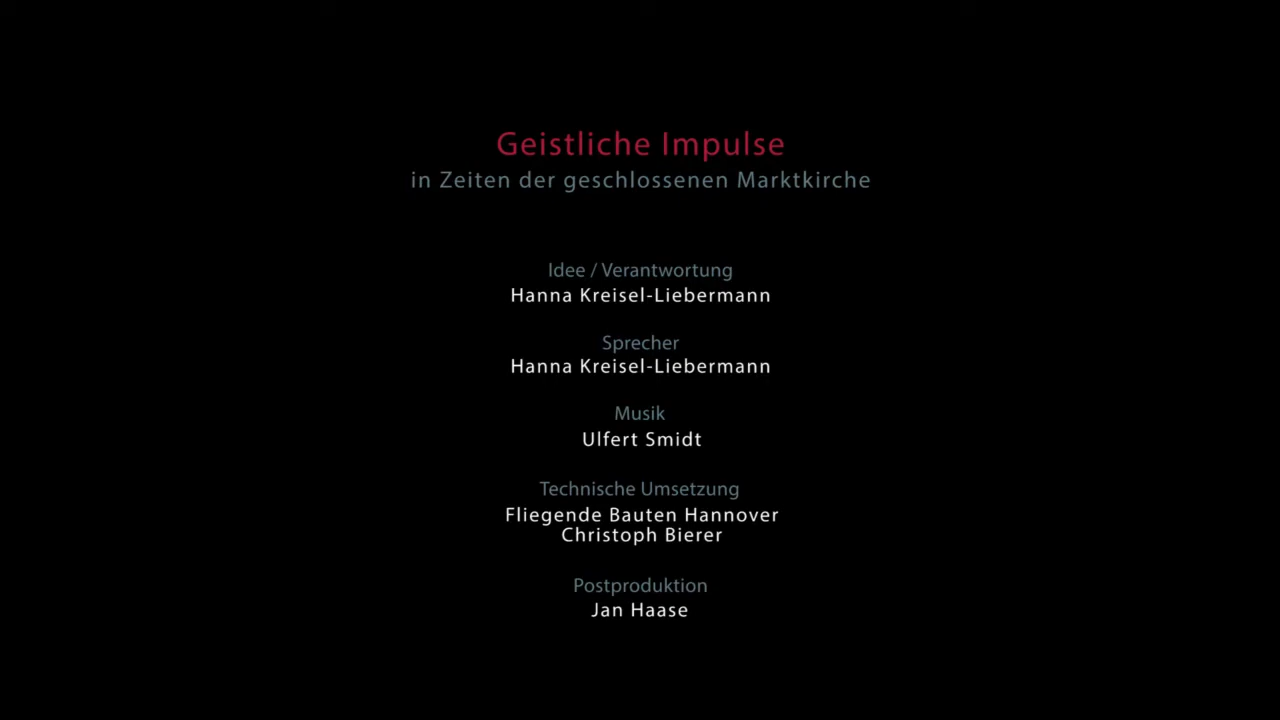 Geistliche Impulse
in Zeiten der geschlossenen Marktkirche
Idee / Verantwortung
Hanna Kreisel-Liebermann
Sprecher
Hanna Kreisel-Liebermann
Musik
Ulfert Smidt
Technische Umsetzung
Fliegende Bauten Hannover
Christoph Bierer
Postproduktion
Jan Haase